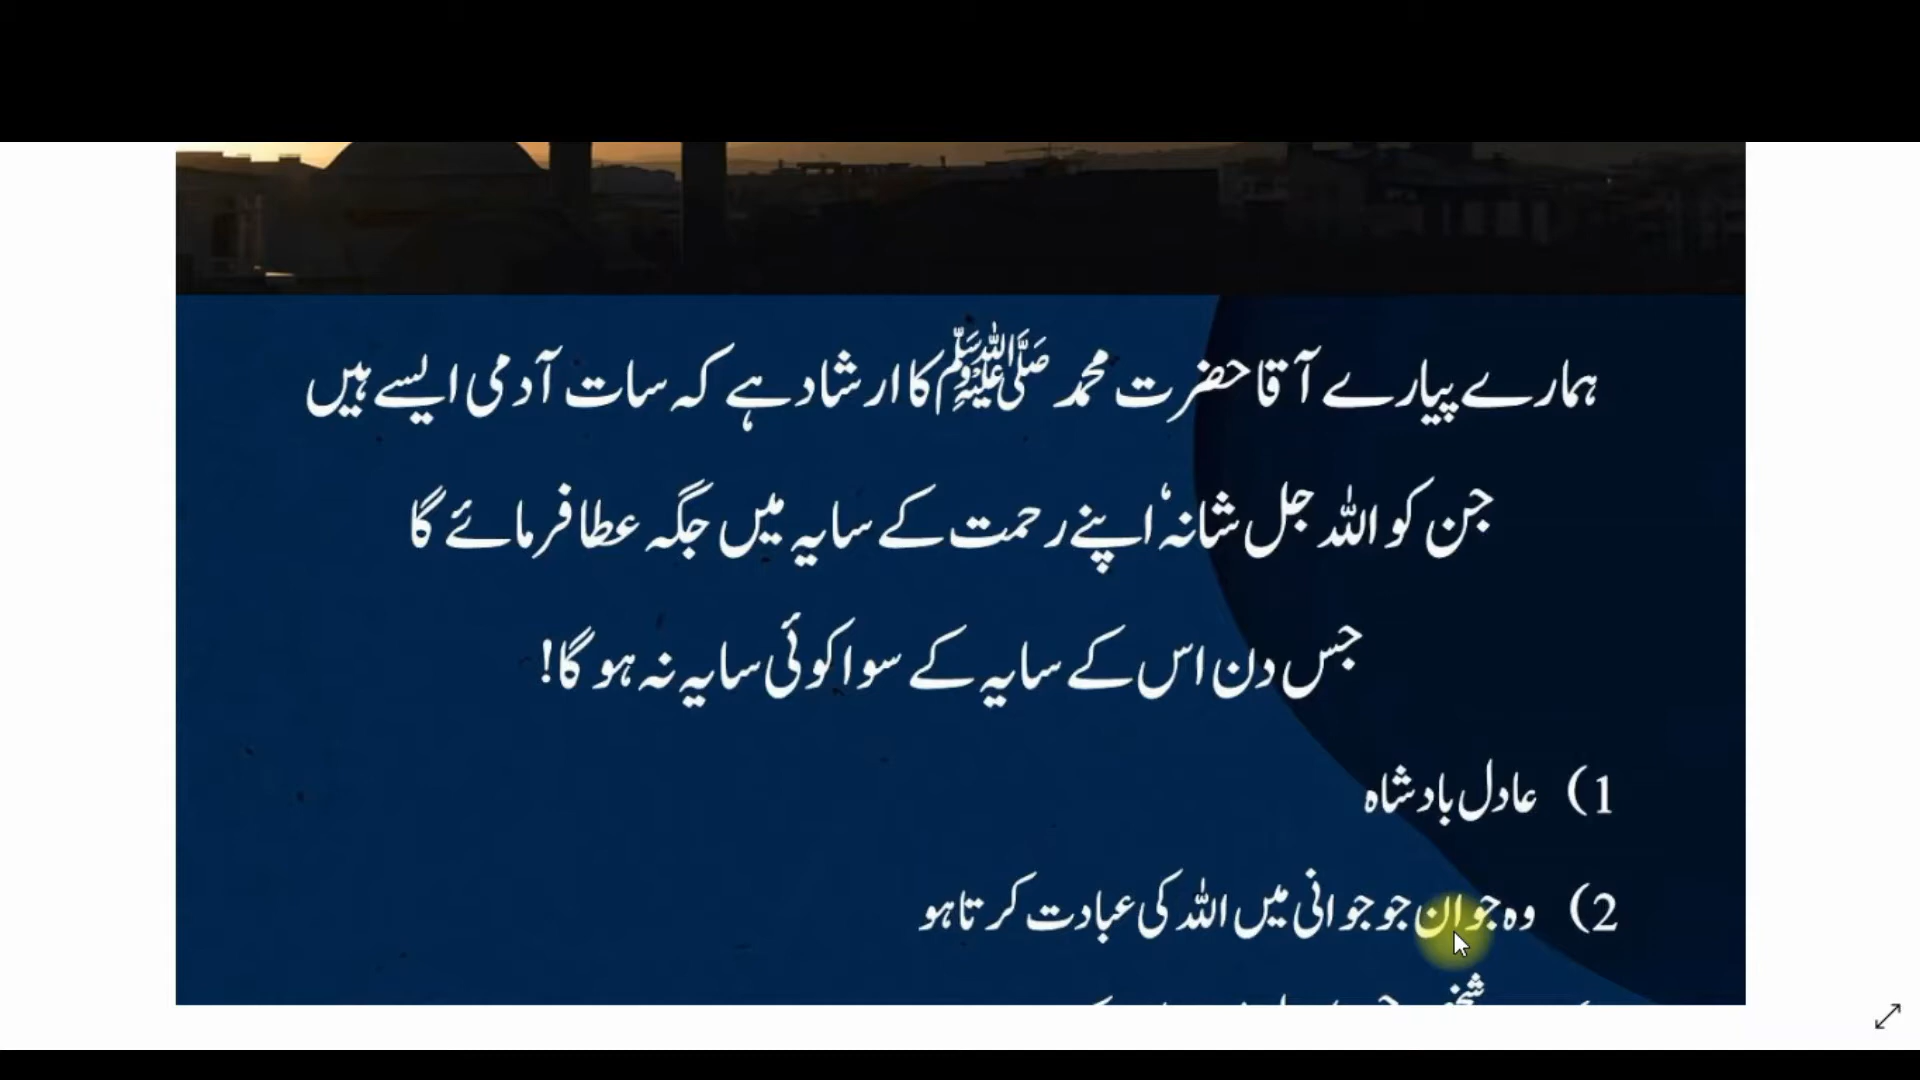 ہمارے پیارے آقا حضرت محمد ﷺ کا ارشاد ہے کہ سات آدمی ایسے ہیں
جن کو اللہ جل شانہٗ اپنے رحمت کے سایہ میں جگہ عطا فرمائے گا
جس دن اس کے سایہ کے سوا کوئی سایہ نہ ہو گا!
1) عادل بادشاہ
2) وہ جوان جو جوانی میں اللہ کی عبادت کرتا ہو